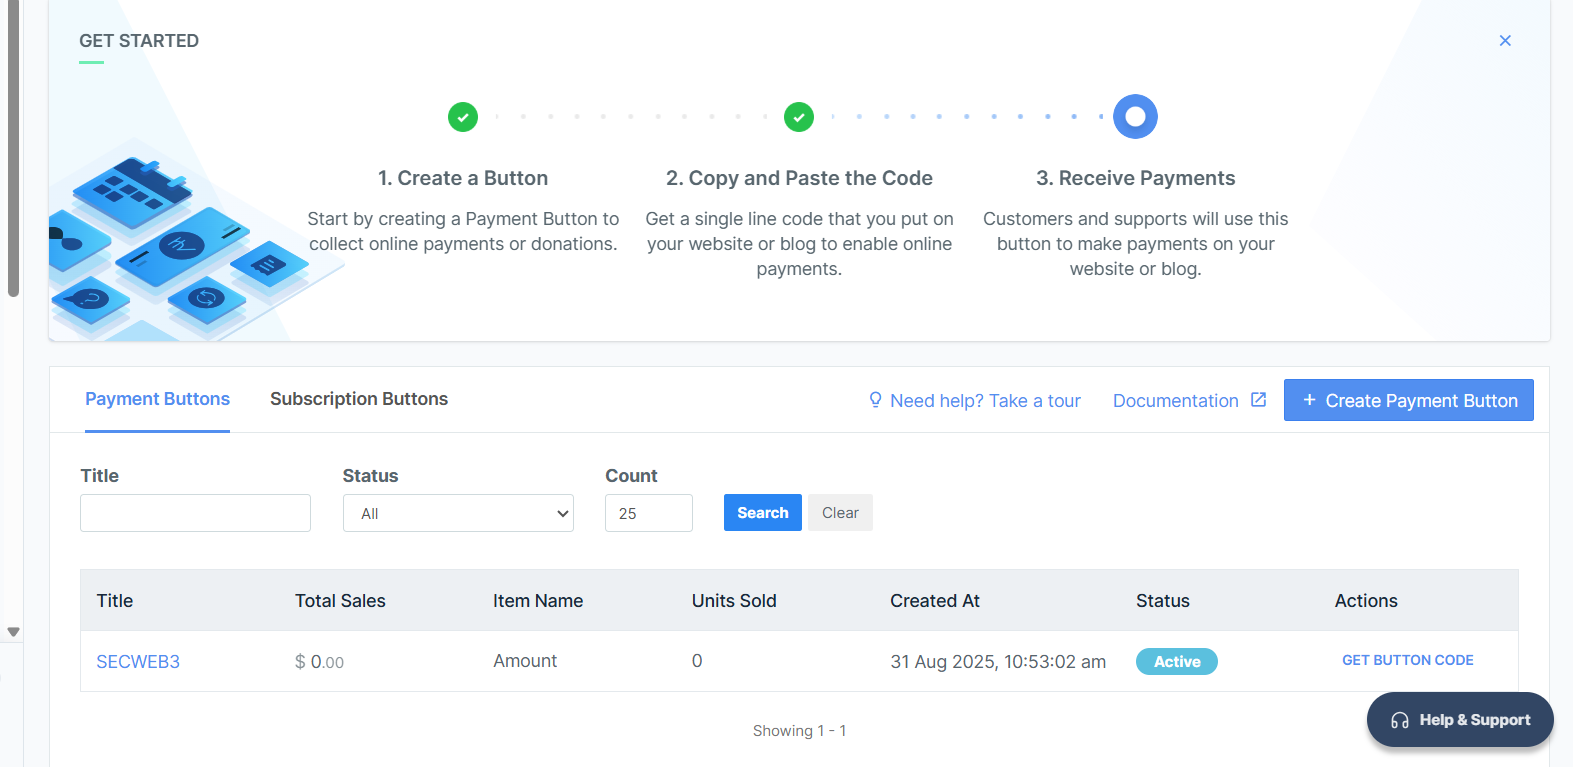 GET STARTED
1. Create a Button
Start by creating a Payment Button to
collect online payments or donations.
2. Copy and Paste the Code
Get a single line code that you put on
your website or blog to enable online
payments.
3. Receive Payments
Customers and supports will use this
button to make payments on your
website or blog.
Payment Buttons
Subscription Buttons
Need help? Take a tour
Documentation
+ Create Payment Button
Title
Status
Count
All
25
Search
Clear
Title Total Sales Item Name Units Sold Created At Status Actions
SECWEB3 $ 0.00 Amount 0 31 Aug 2025, 10:53:02 am Active GET BUTTON CODE
Help & Support
Showing 1 - 1